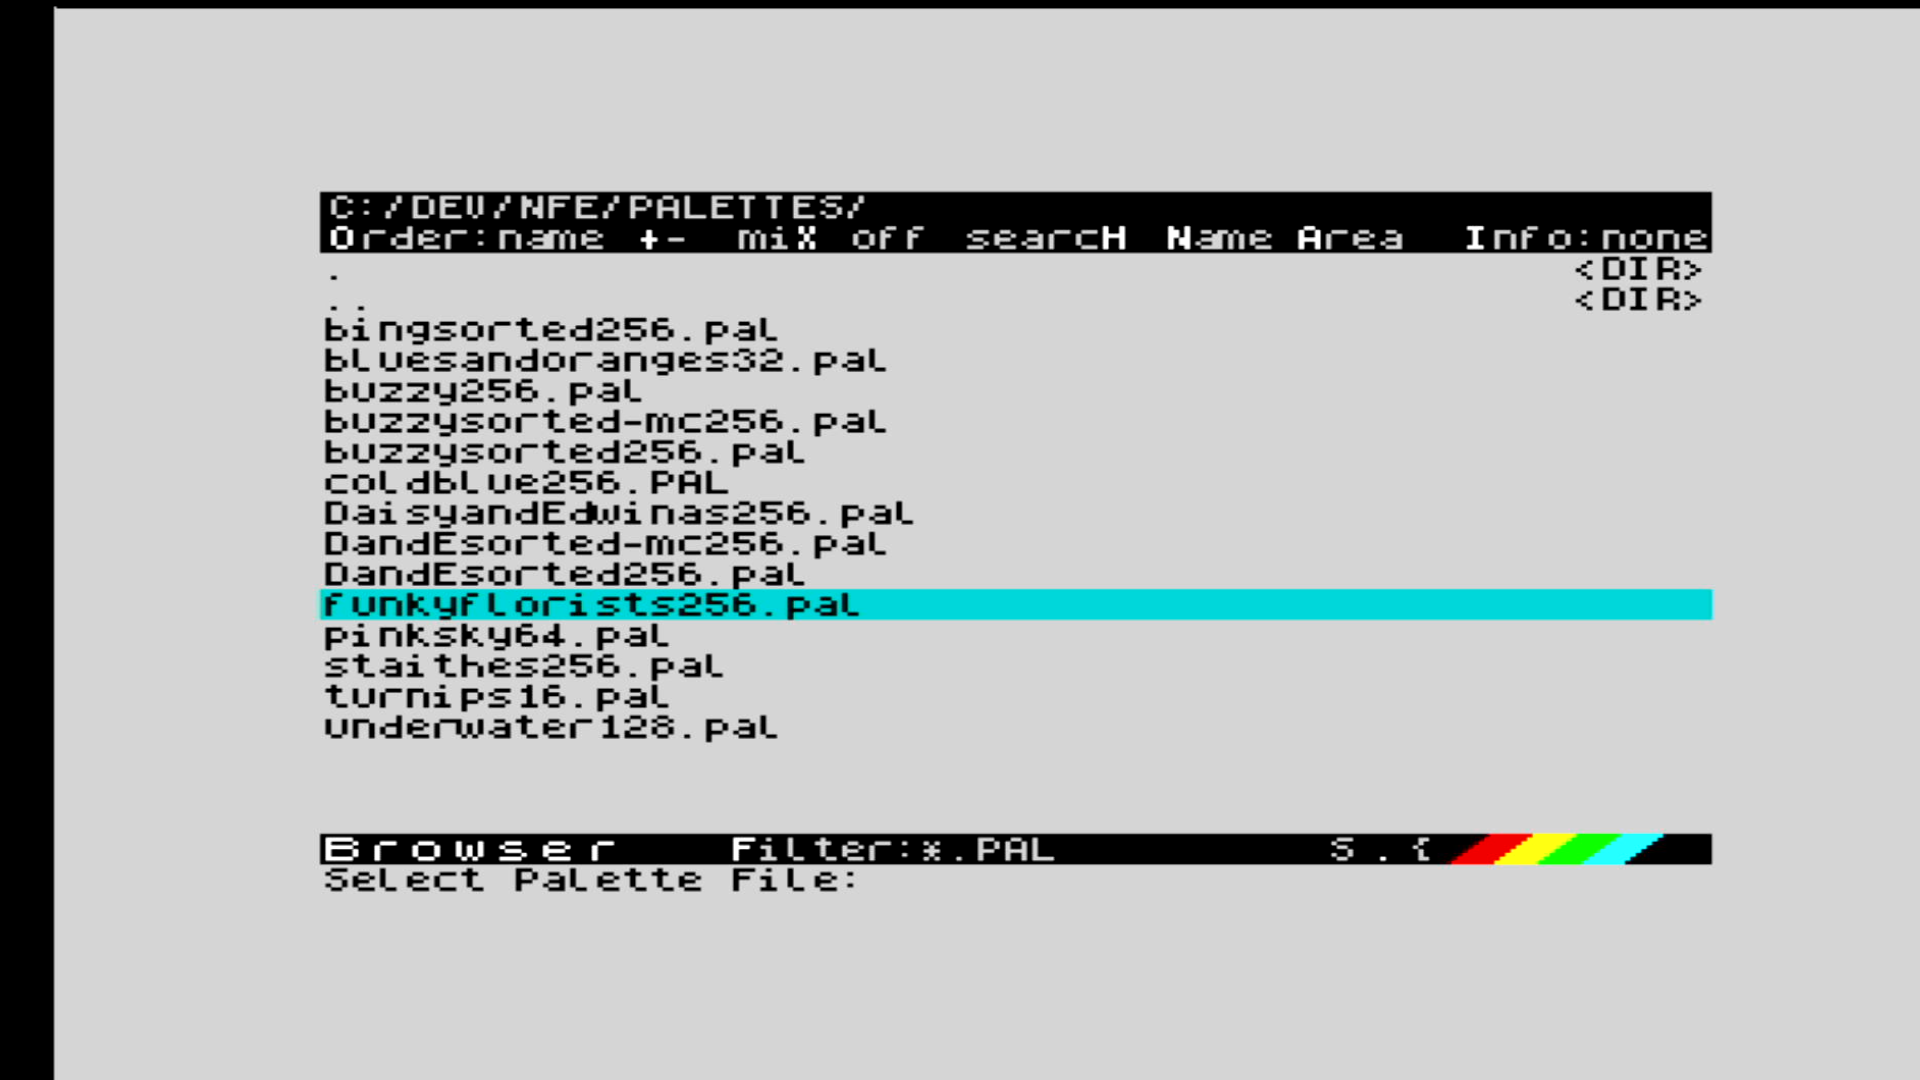 C:/DEV/NFE/PALETTES/
Order:name +- miX off searcH Name Area Info:none
. <DIR>
.. <DIR>
bingsorted256.pal
bluesandoranges32.pal
buzzy256.pal
buzzysorted-mc256.pal
buzzysorted256.pal
coldblue256.PAL
DaisyandEdwinas256.pal
DandEsorted-mc256.pal
DandEsorted256.pal
funkyflorists256.pal
pinksky64.pal
staithes256.pal
turnips16.pal
underwater128.pal
Browser Filter:*.PAL S.{
Select Palette File: